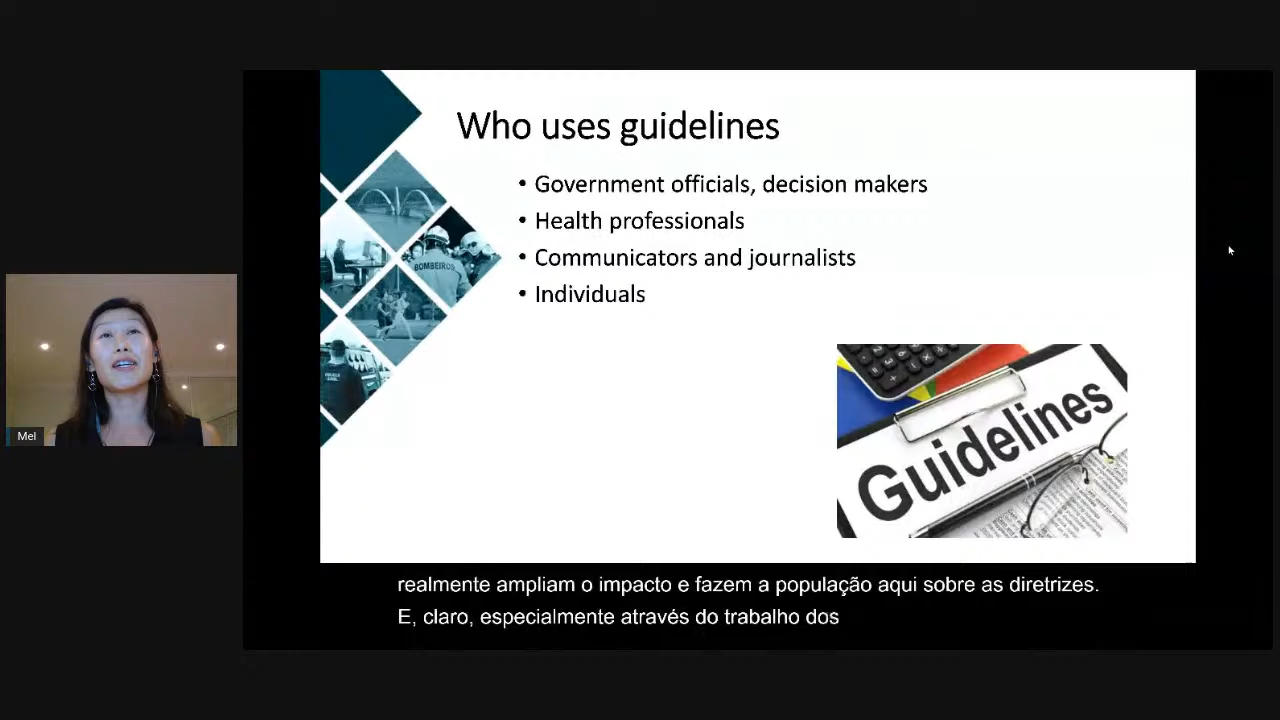 Who uses guidelines
• Government officials, decision makers
• Health professionals
• Communicators and journalists
• Individuals
BOMBEIROS
Guidelines
Mel
realmente ampliam o impacto e fazem a população aqui sobre as diretrizes.
E, claro, especialmente através do trabalho dos